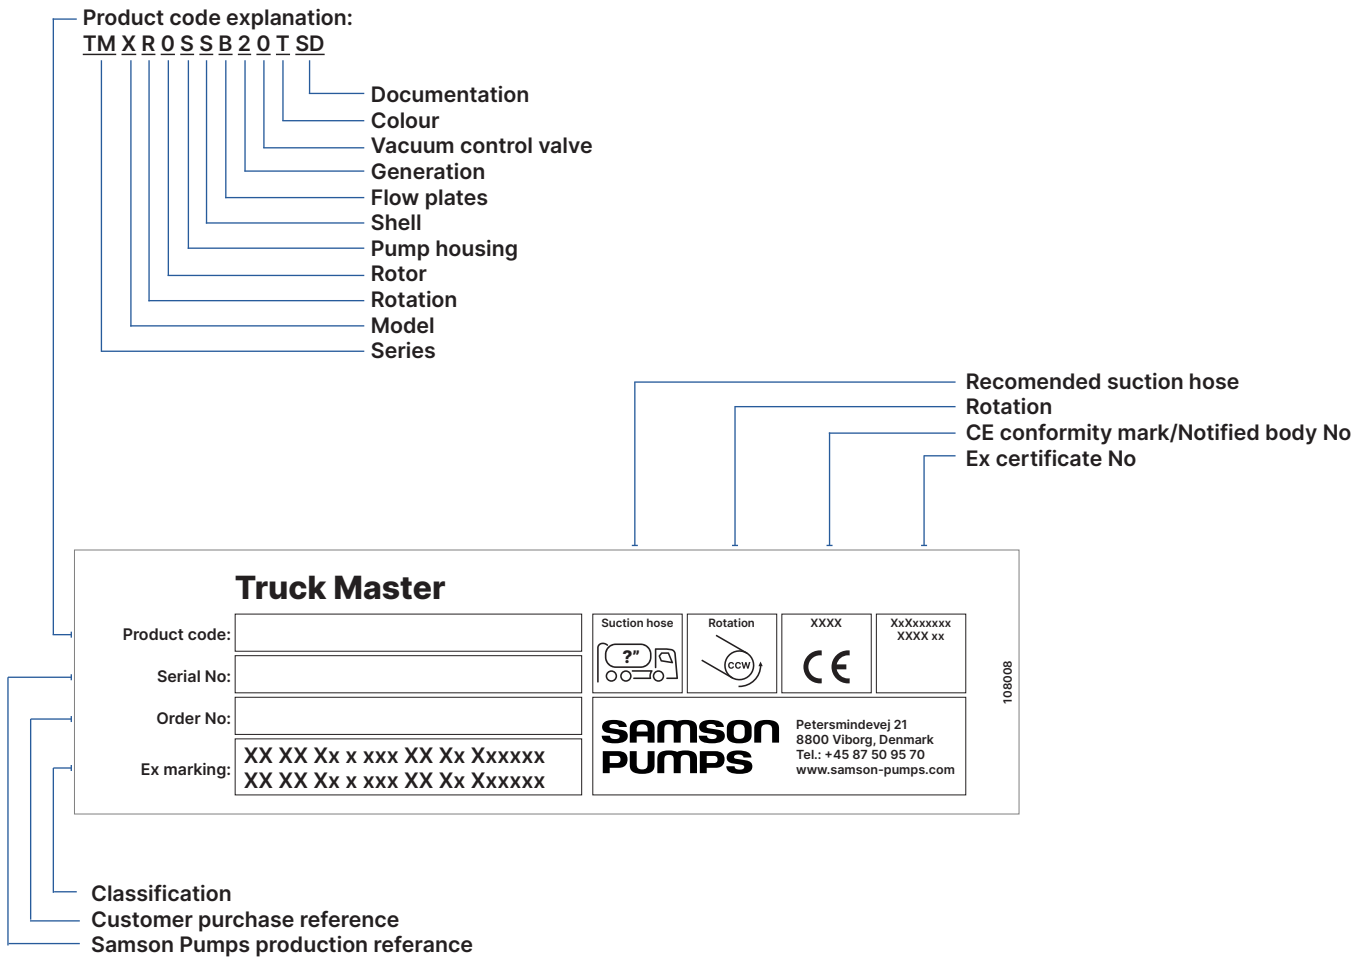 Product code explanation:
TM X R 0 S S B 2 0 T SD
Documentation
Colour
Vacuum control valve
Generation
Flow plates
Shell
Pump housing
Rotor
Rotation
Model
Series
Recomended suction hose
Rotation
CE conformity mark/Notified body No
Ex certificate No
Truck Master
Product code:
Serial No:
Order No:
Ex marking:
XX XX Xx x xxx XX Xx Xxxxxx
XX XX Xx x xxx XX Xx Xxxxxx
Suction hose
?"
Rotation
CCW
XXXX
CE
XxXxxxxxx
XXXX xx
SAMSON
PUMPS
Petersmindevej 21
8800 Viborg, Denmark
Tel.: +45 87 50 95 70
www.samson-pumps.com
108008
Classification
Customer purchase reference
Samson Pumps production referance